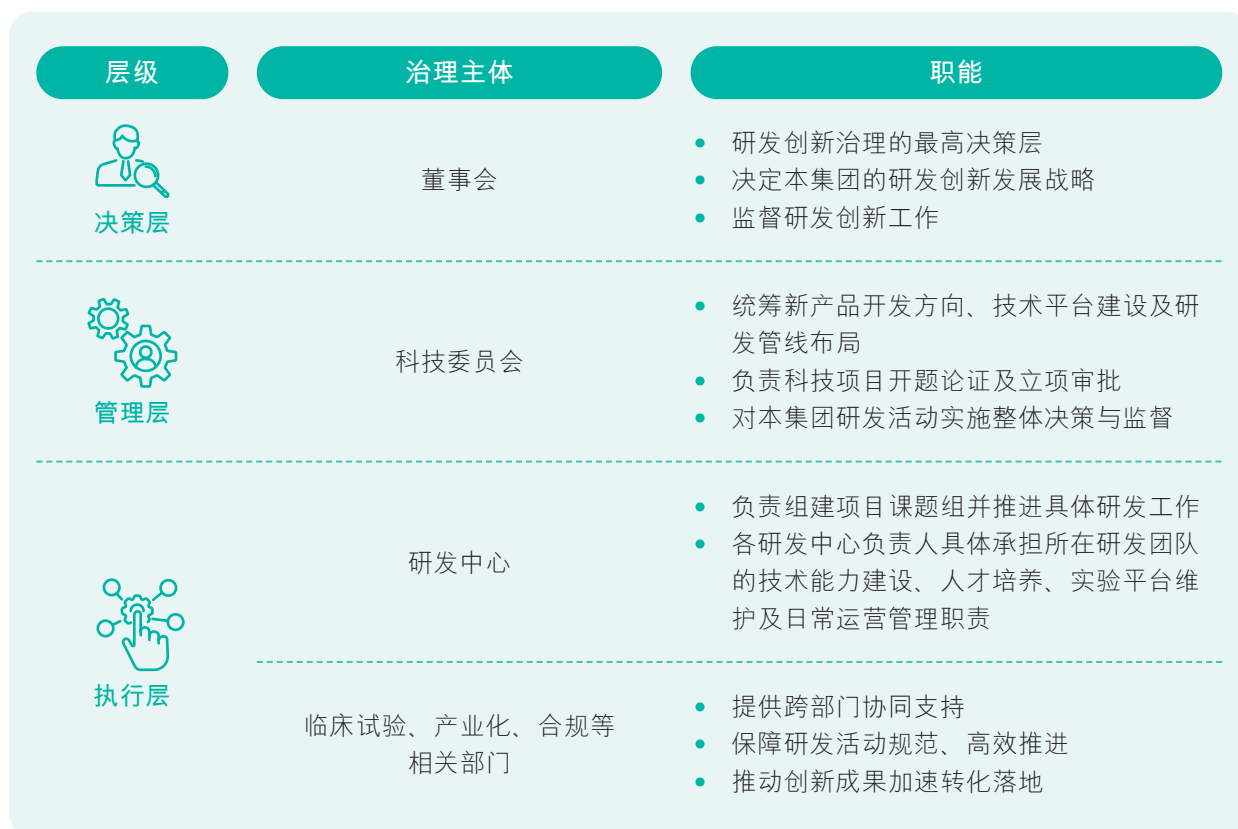 层级
治理主体
职能
决策层
董事会
研发创新治理的最高决策层
决定本集团的研发创新发展战略
监督研发创新工作
管理层
科技委员会
统筹新产品开发方向、技术平台建设及研
发管线布局
负责科技项目开题论证及立项审批
对本集团研发活动实施整体决策与监督
执行层
研发中心
负责组建项目课题组并推进具体研发工作
各研发中心负责人具体承担所在研发团队
的技术能力建设、人才培养、实验平台维
护及日常运营管理职责
临床试验、产业化、合规等
相关部门
提供跨部门协同支持
保障研发活动规范、高效推进
推动创新成果加速转化落地